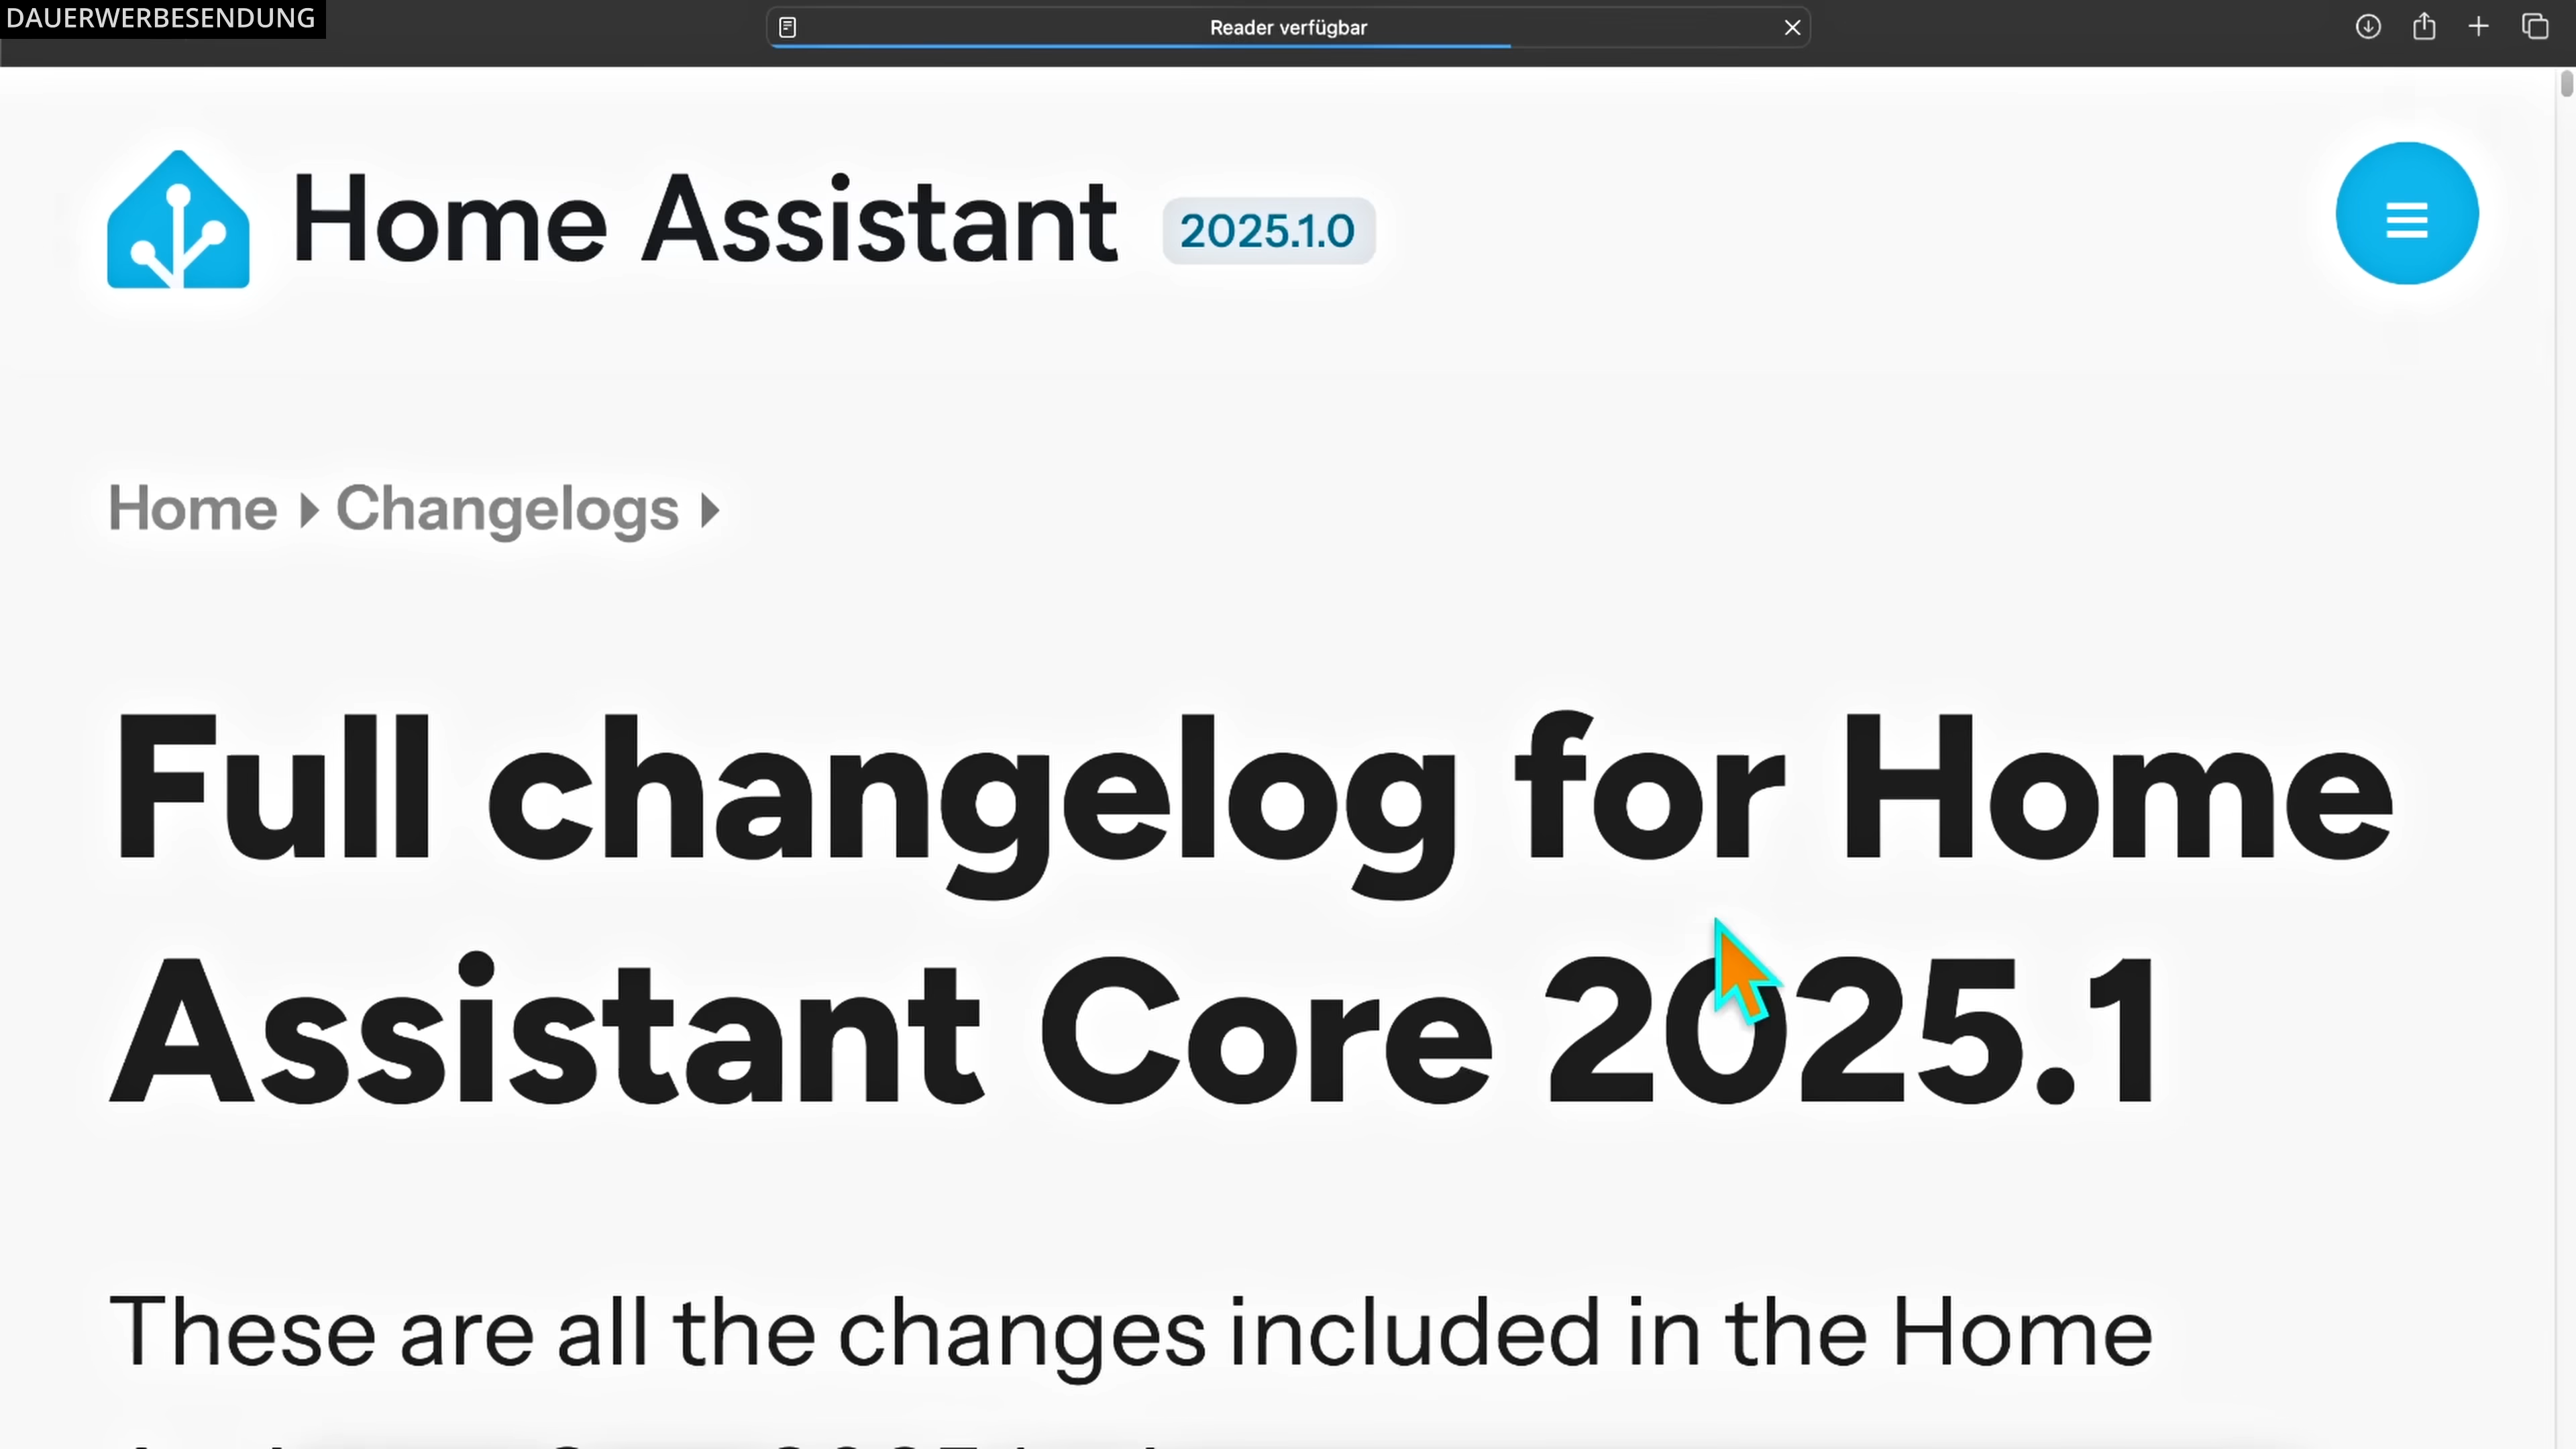 DAUERWERBESENDUNG
Reader verfügbar
Home Assistant 2025.1.0
Home Changelogs
Full changelog for Home
Assistant Core 2025.1
These are all the changes included in the Home